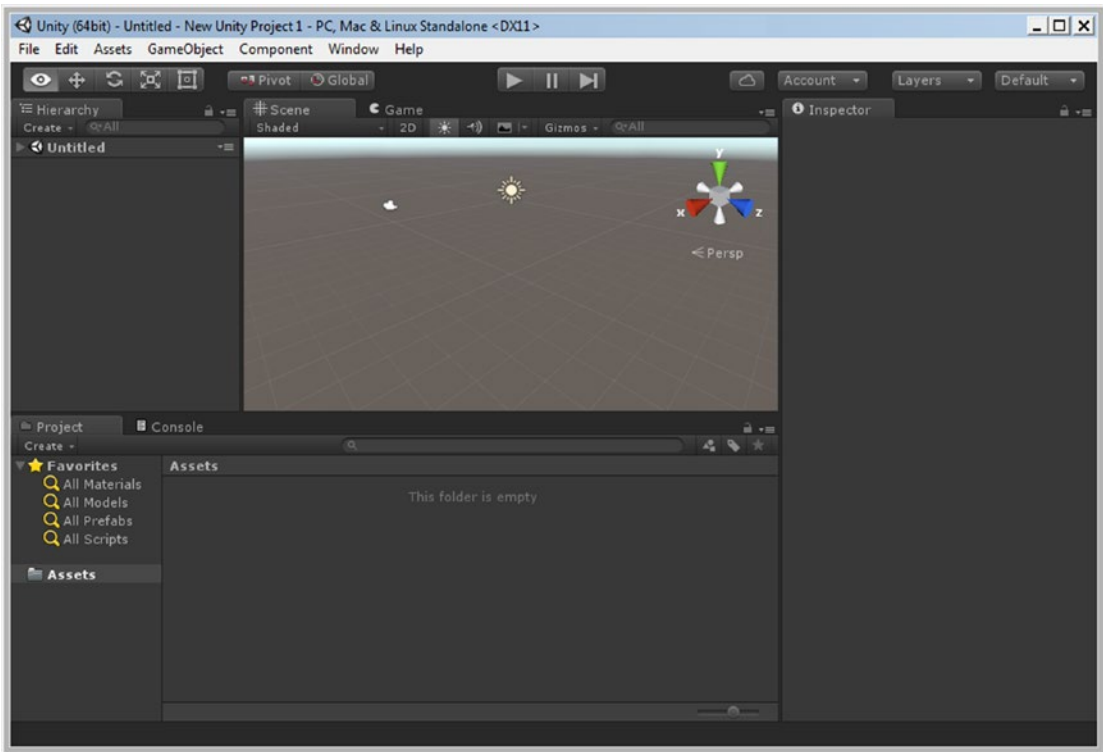 Unity (64bit) - Untitled - New Unity Project 1 - PC, Mac & Linux Standalone <DX11>
File Edit Assets GameObject Component Window Help
Pivot Global Account Layers Default
Hierarchy
Create All
Untitled
Scene Game
Shaded 2D Gizmos All
y
x z
Persp
Inspector
Project Console
Create
Favorites
All Materials
All Models
All Prefabs
All Scripts
Assets
Assets
This folder is empty